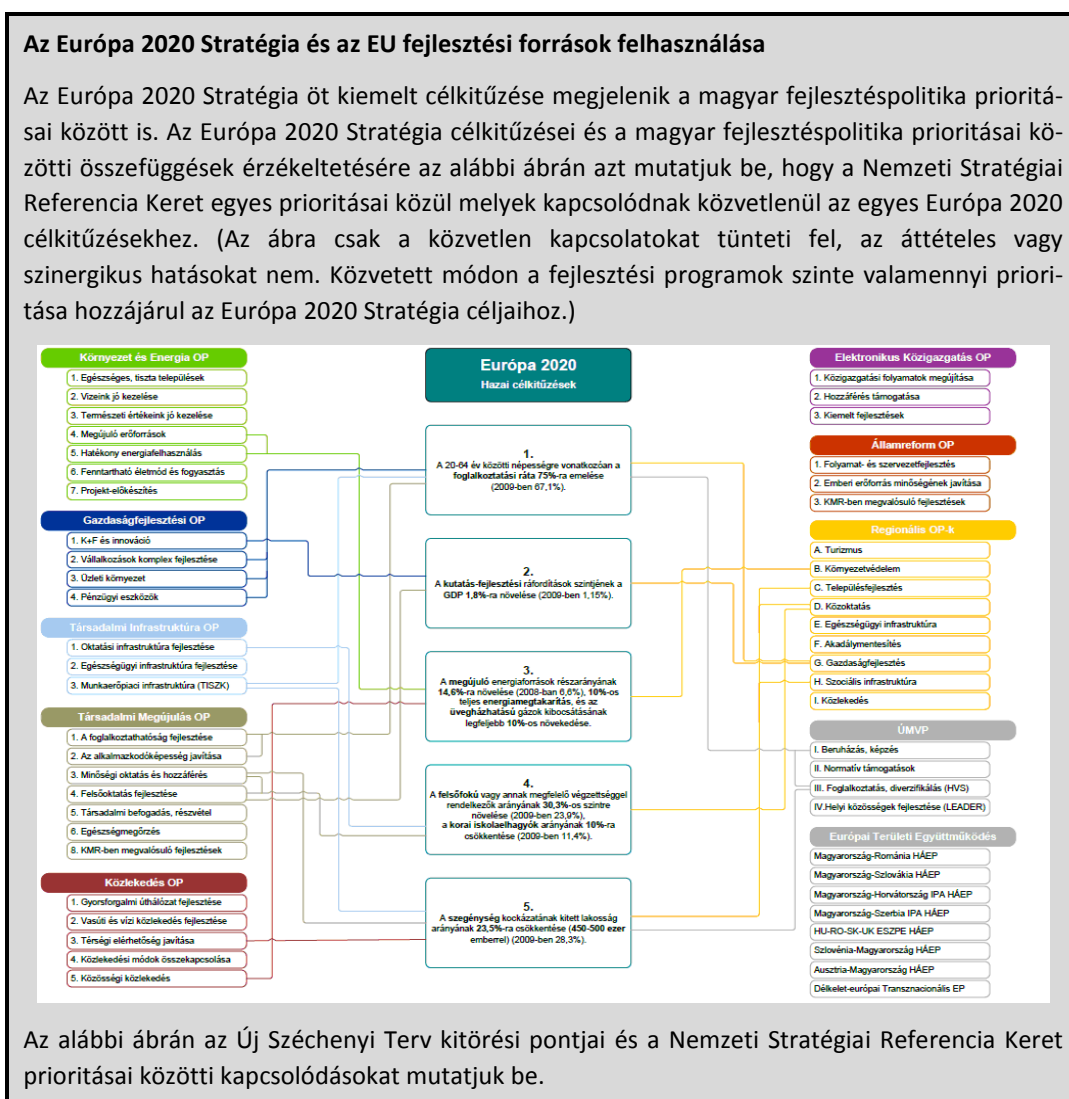 Az Európa 2020 Stratégia és az EU fejlesztési források felhasználása
Az Európa 2020 Stratégia öt kiemelt célkitűzése megjelenik a magyar fejlesztéspolitika prioritá-
sai között is. Az Európa 2020 Stratégia célkitűzései és a magyar fejlesztéspolitika prioritásai kö-
zötti összefüggések érzékeltetésére az alábbi ábrán azt mutatjuk be, hogy a Nemzeti Stratégiai
Referencia Keret egyes prioritásai közül melyek kapcsolódnak közvetlenül az egyes Európa 2020
célkitűzésekhez. (Az ábra csak a közvetlen kapcsolatokat tünteti fel, az áttételes vagy
szinergikus hatásokat nem. Közvetett módon a fejlesztési programok szinte valamennyi priori-
tása hozzájárul az Európa 2020 Stratégia céljaihoz.)
Környezet és Energia OP
1. Egészséges, tiszta települések
2. Vizeink jó kezelése
3. Természeti értékeink jó kezelése
4. Megújuló erőforrások
5. Hatékony energiafelhasználás
6. Fenntartható életmód és fogyasztás
7. Projekt-előkészítés
Gazdaságfejlesztési OP
1. K+F és innováció
2. Vállalkozások komplex fejlesztése
3. Üzleti környezet
4. Pénzügyi eszközök
Társadalmi Infrastruktúra OP
1. Oktatási infrastruktúra fejlesztése
2. Egészségügyi infrastruktúra fejlesztése
3. Munkaerőpiaci infrastruktúra (TISZK)
Társadalmi Megújulás OP
1. A foglalkoztathatóság fejlesztése
2. Az alkalmazkodóképesség javítása
3. Minőségi oktatás és hozzáférés
4. Felsőoktatás fejlesztése
5. Társadalmi befogadás, részvétel
6. Egészségmegőrzés
8. KMR-ben megvalósuló fejlesztések
Közlekedés OP
1. Gyorsforgalmi úthálózat fejlesztése
2. Vasúti és vízi közlekedés fejlesztése
3. Térségi elérhetőség javítása
4. Közlekedési módok összekapcsolása
5. Közösségi közlekedés
Európa 2020
Hazai célkitűzések
1.
A 20-64 év közötti népességre vonatkozóan a
foglalkoztatási ráta 75%-ra emelése
(2009-ben 67,1%).
2.
A kutatás-fejlesztési ráfordítások szintjének a
GDP 1,8%-ra növelése (2009-ben 1,15%).
3.
A megújuló energiaforrások részarányának
14,6%-ra növelése (2008-ban 6,6%), 10%-os
teljes energiamegtakarítás, és az
üvegházhatású gázok kibocsátásának
legfeljebb 10%-os növekedése.
4.
A felsőfokú vagy annak megfelelő végzettséggel
rendelkezők arányának 30,3%-os szintre
növelése (2009-ben 23,9%),
a korai iskolaelhagyók arányának 10%-ra
csökkentése (2009-ben 11,4%).
5.
A szegénység kockázatának kitett lakosság
arányának 23,5%-ra csökkentése (450-500 ezer
emberrel) (2009-ben 28,3%).
Elektronikus Közigazgatás OP
1. Közigazgatási folyamatok megújítása
2. Hozzáférés támogatása
3. Kiemelt fejlesztések
Államreform OP
1. Folyamat- és szervezetfejlesztés
2. Emberi erőforrás minőségének javítása
3. KMR-ben megvalósuló fejlesztések
Regionális OP-k
A. Turizmus
B. Környezetvédelem
C. Településfejlesztés
D. Közoktatás
E. Egészségügyi infrastruktúra
F. Akadálymentesítés
G. Gazdaságfejlesztés
H. Szociális infrastruktúra
I. Közlekedés
ÚMVP
I. Beruházás, képzés
II. Normatív támogatások
III. Foglalkoztatás, diverzifikálás (HVS)
IV.Helyi közösségek fejlesztése (LEADER)
Európai Területi Együttműködés
Magyarország-Románia HÁEP
Magyarország-Szlovákia HÁEP
Magyarország-Horvátország IPA HÁEP
Magyarország-Szerbia IPA HÁEP
HU-RO-SK-UK ESZPE HÁEP
Szlovénia-Magyarország HÁEP
Ausztria-Magyarország HÁEP
Délkelet-európai Transznacionális EP
Az alábbi ábrán az Új Széchenyi Terv kitörési pontjai és a Nemzeti Stratégiai Referencia Keret
prioritásai közötti kapcsolódásokat mutatjuk be.